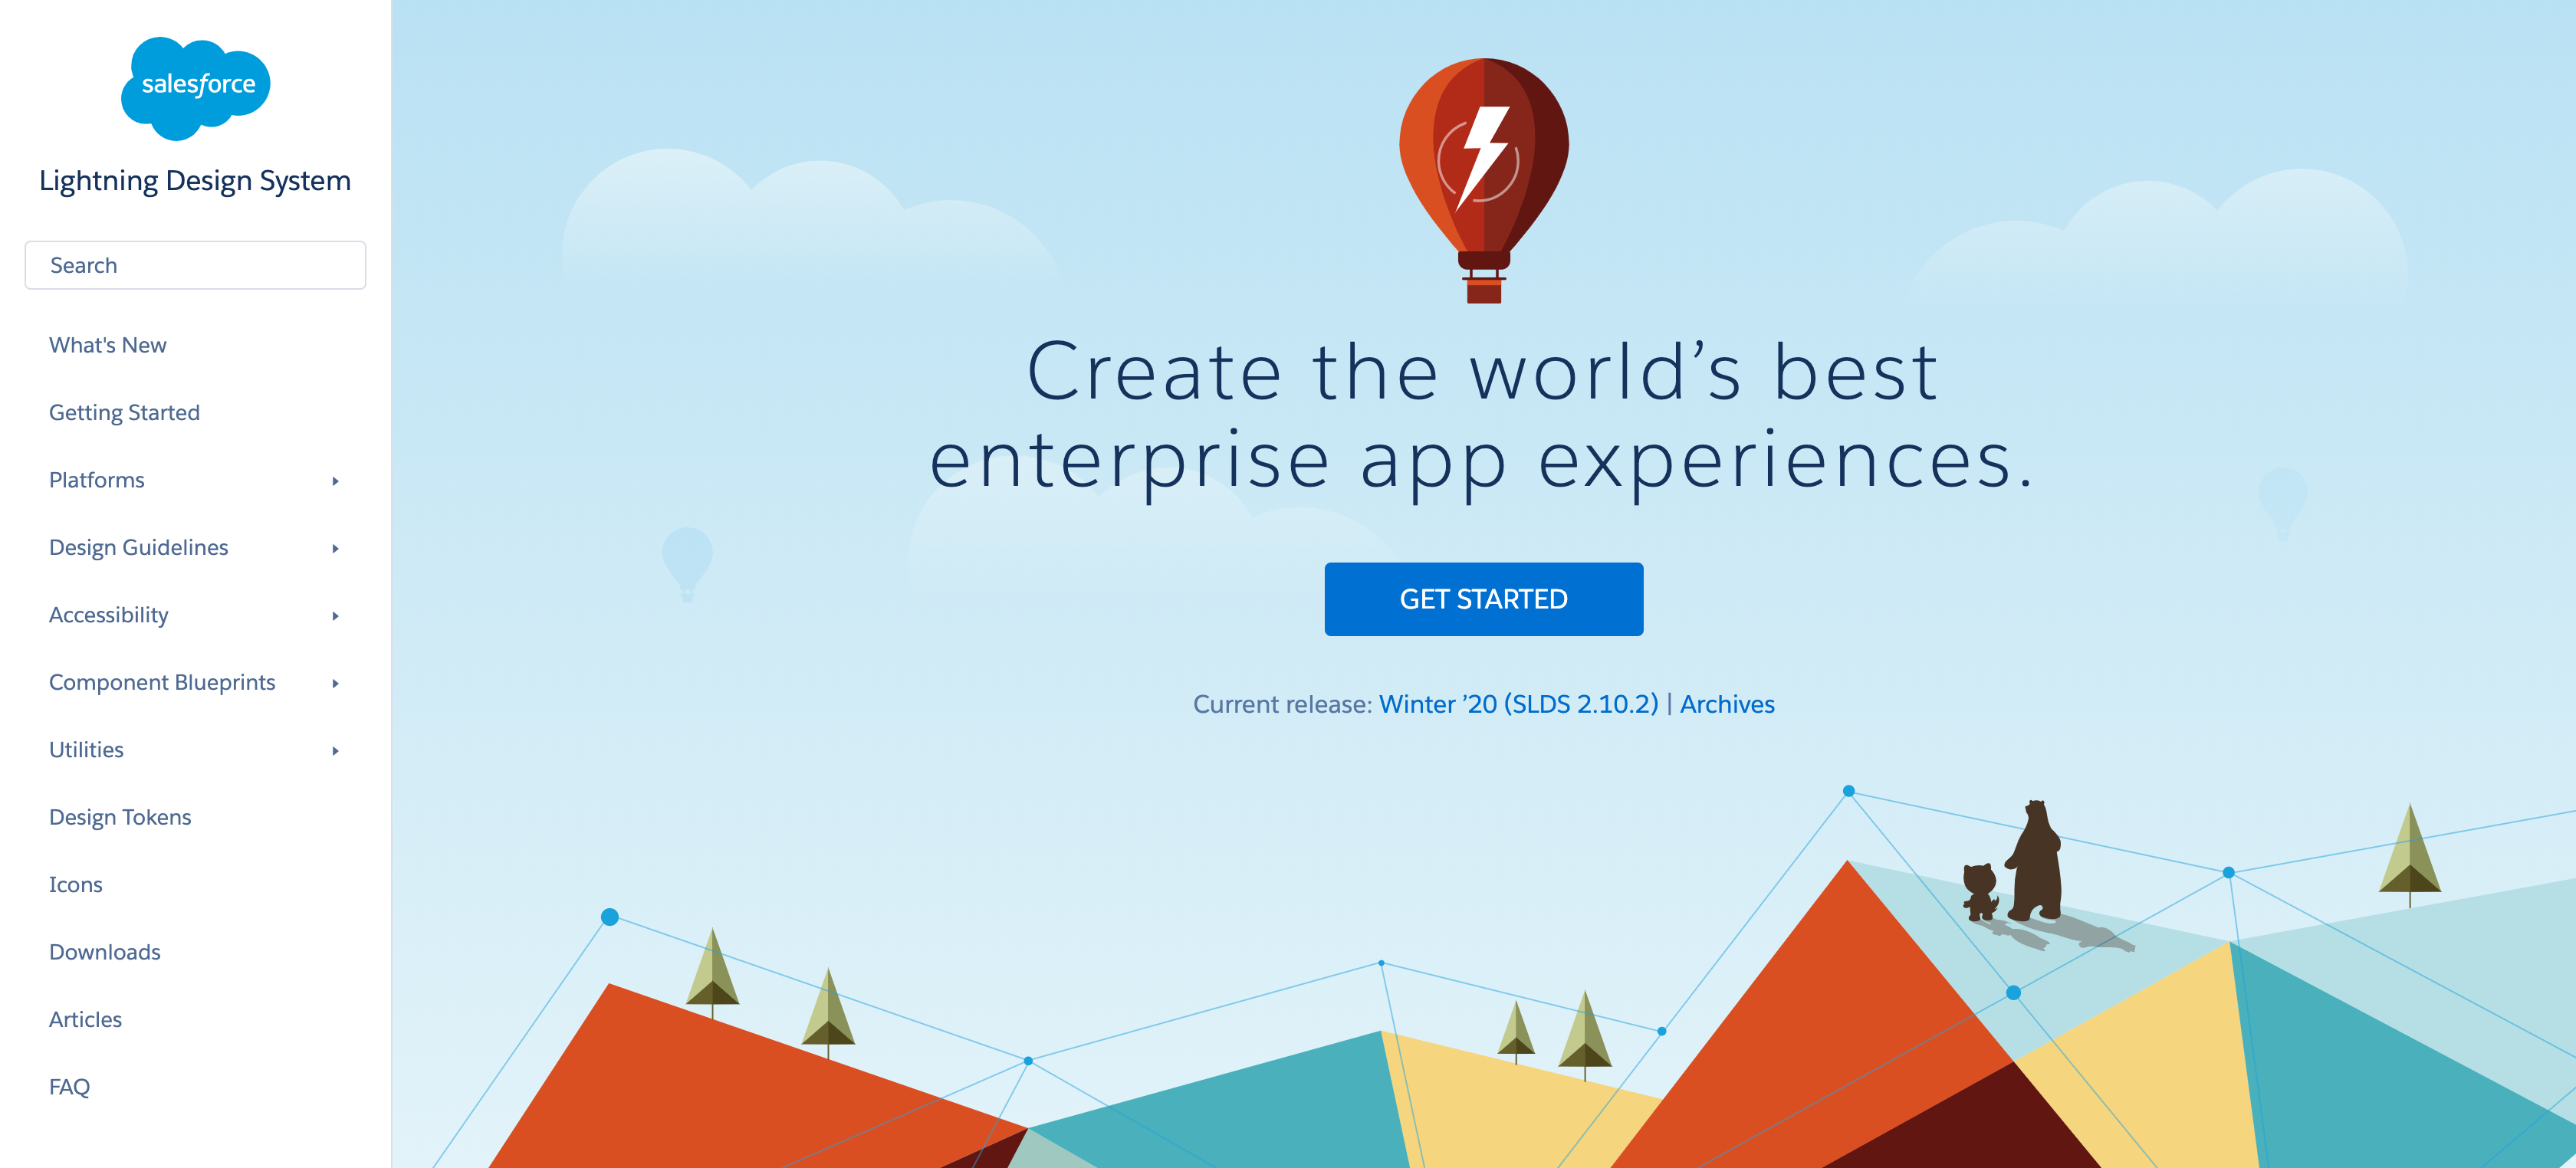 salesforce
Lightning Design System
Search
What's New
Getting Started
Platforms
Design Guidelines
Accessibility
Component Blueprints
Utilities
Design Tokens
Icons
Downloads
Articles
FAQ
Create the world’s best
enterprise app experiences.
GET STARTED
Current release: Winter ’20 (SLDS 2.10.2) | Archives